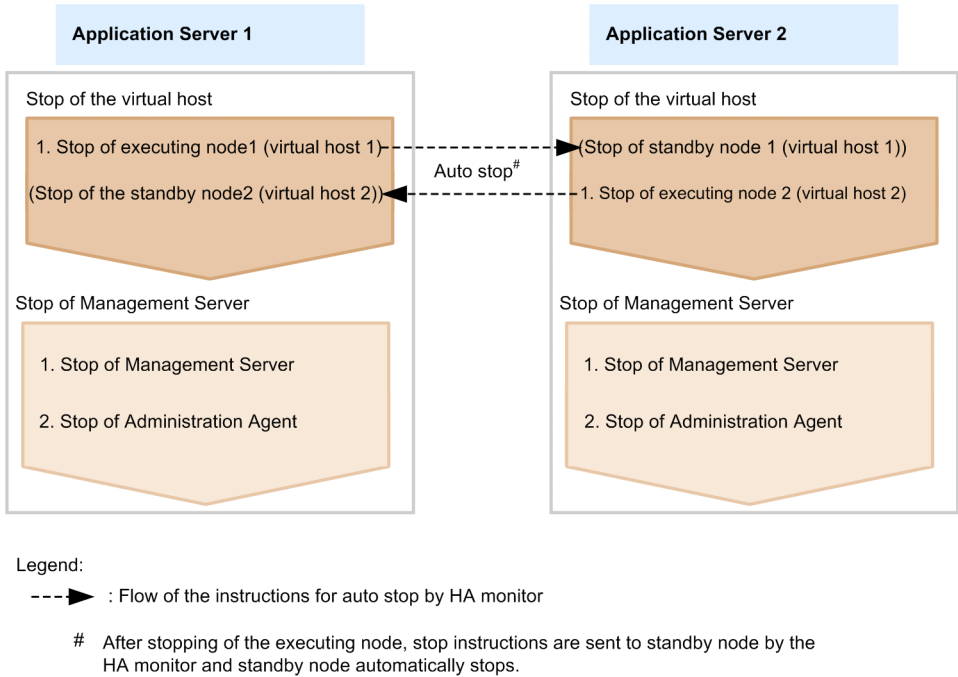 Application Server 1
Application Server 2
Stop of the virtual host
1. Stop of executing node1 (virtual host 1)
(Stop of the standby node2 (virtual host 2))
Auto stop#
Stop of the virtual host
(Stop of standby node 1 (virtual host 1))
1. Stop of executing node 2 (virtual host 2)
Stop of Management Server
1. Stop of Management Server
2. Stop of Administration Agent
Stop of Management Server
1. Stop of Management Server
2. Stop of Administration Agent
Legend:
: Flow of the instructions for auto stop by HA monitor
# After stopping of the executing node, stop instructions are sent to standby node by the
HA monitor and standby node automatically stops.